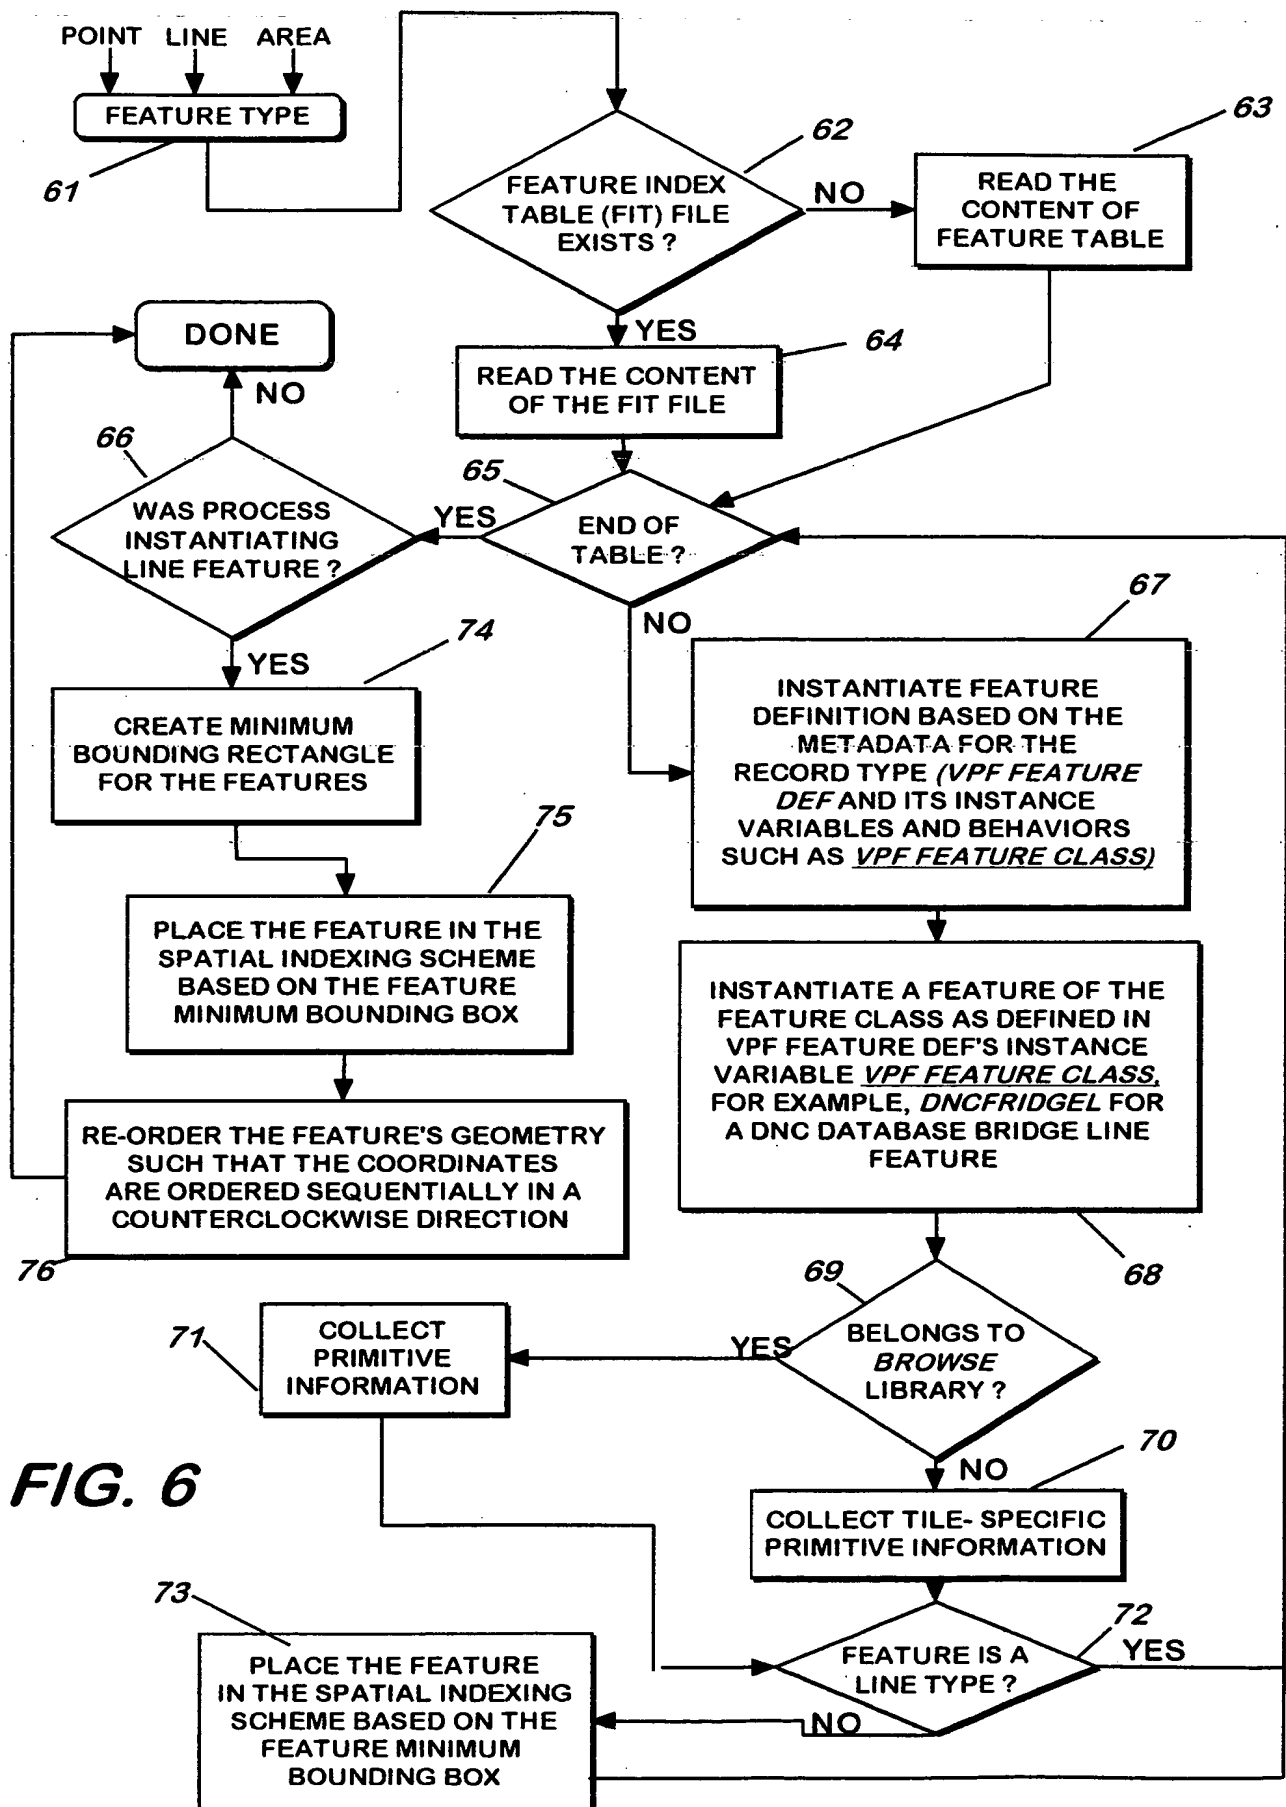 POINT LINE AREA
FEATURE TYPE
61
62
FEATURE INDEX
TABLE (FIT) FILE
EXISTS ?
NO
63
READ THE
CONTENT OF
FEATURE TABLE
YES
64
READ THE CONTENT
OF THE FIT FILE
DONE
NO
66
WAS PROCESS
INSTANTIATING
LINE FEATURE ?
YES
65
END OF
TABLE ?
NO
67
INSTANTIATE FEATURE
DEFINITION BASED ON THE
METADATA FOR THE
RECORD TYPE (VPF FEATURE
DEF AND ITS INSTANCE
VARIABLES AND BEHAVIORS
SUCH AS VPF FEATURE CLASS)
YES
74
CREATE MINIMUM
BOUNDING RECTANGLE
FOR THE FEATURES
75
PLACE THE FEATURE IN THE
SPATIAL INDEXING SCHEME
BASED ON THE FEATURE
MINIMUM BOUNDING BOX
RE-ORDER THE FEATURE'S GEOMETRY
SUCH THAT THE COORDINATES
ARE ORDERED SEQUENTIALLY IN A
COUNTERCLOCKWISE DIRECTION
76
INSTANTIATE A FEATURE OF THE
FEATURE CLASS AS DEFINED IN
VPF FEATURE DEF'S INSTANCE
VARIABLE VPF FEATURE CLASS,
FOR EXAMPLE, DNCFRIDGEL FOR
A DNC DATABASE BRIDGE LINE
FEATURE
68
69
BELONGS TO
BROWSE
LIBRARY ?
YES
71
COLLECT
PRIMITIVE
INFORMATION
NO
70
COLLECT TILE- SPECIFIC
PRIMITIVE INFORMATION
FIG. 6
72
FEATURE IS A
LINE TYPE ?
YES
NO
73
PLACE THE FEATURE
IN THE SPATIAL INDEXING
SCHEME BASED ON THE
FEATURE MINIMUM
BOUNDING BOX